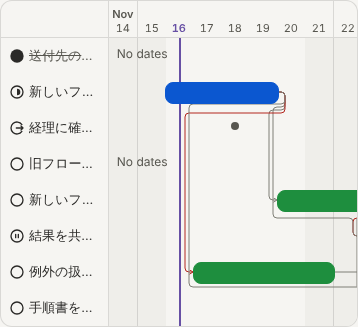 Nov
14 15 16 17 18 19 20 21 22
送付先の...
No dates
新しいフ...
経理に確...
旧フロー...
No dates
新しいフ...
結果を共...
例外の扱...
手順書を...